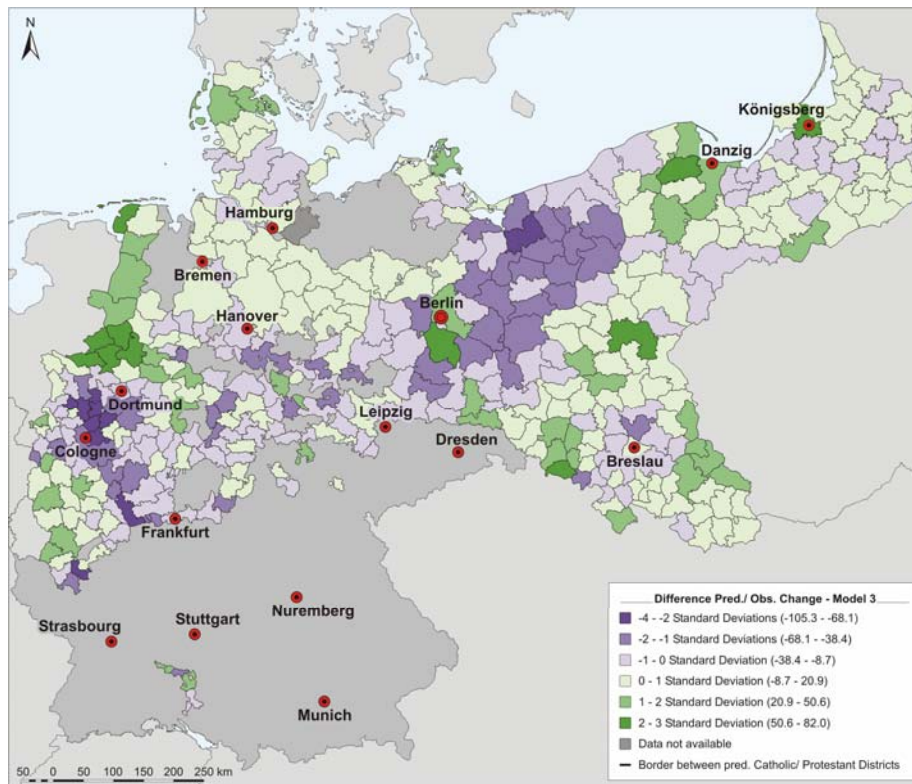 N
Königsberg
Danzig
Hamburg
Bremen
Berlin
Hanover
Dortmund
Leipzig
Cologne
Dresden
Breslau
Frankfurt
Nuremberg
Strasbourg
Stuttgart
Munich
Difference Pred./ Obs. Change - Model 3
-4 - -2 Standard Deviations (-105.3 - -68.1)
-2 - -1 Standard Deviations (-68.1 - -38.4)
-1 - 0 Standard Deviation (-38.4 - -8.7)
0 - 1 Standard Deviation (-8.7 - 20.9)
1 - 2 Standard Deviation (20.9 - 50.6)
2 - 3 Standard Deviation (50.6 - 82.0)
Data not available
Border between pred. Catholic/ Protestant Districts
50 0 50 100 150 200 250 km